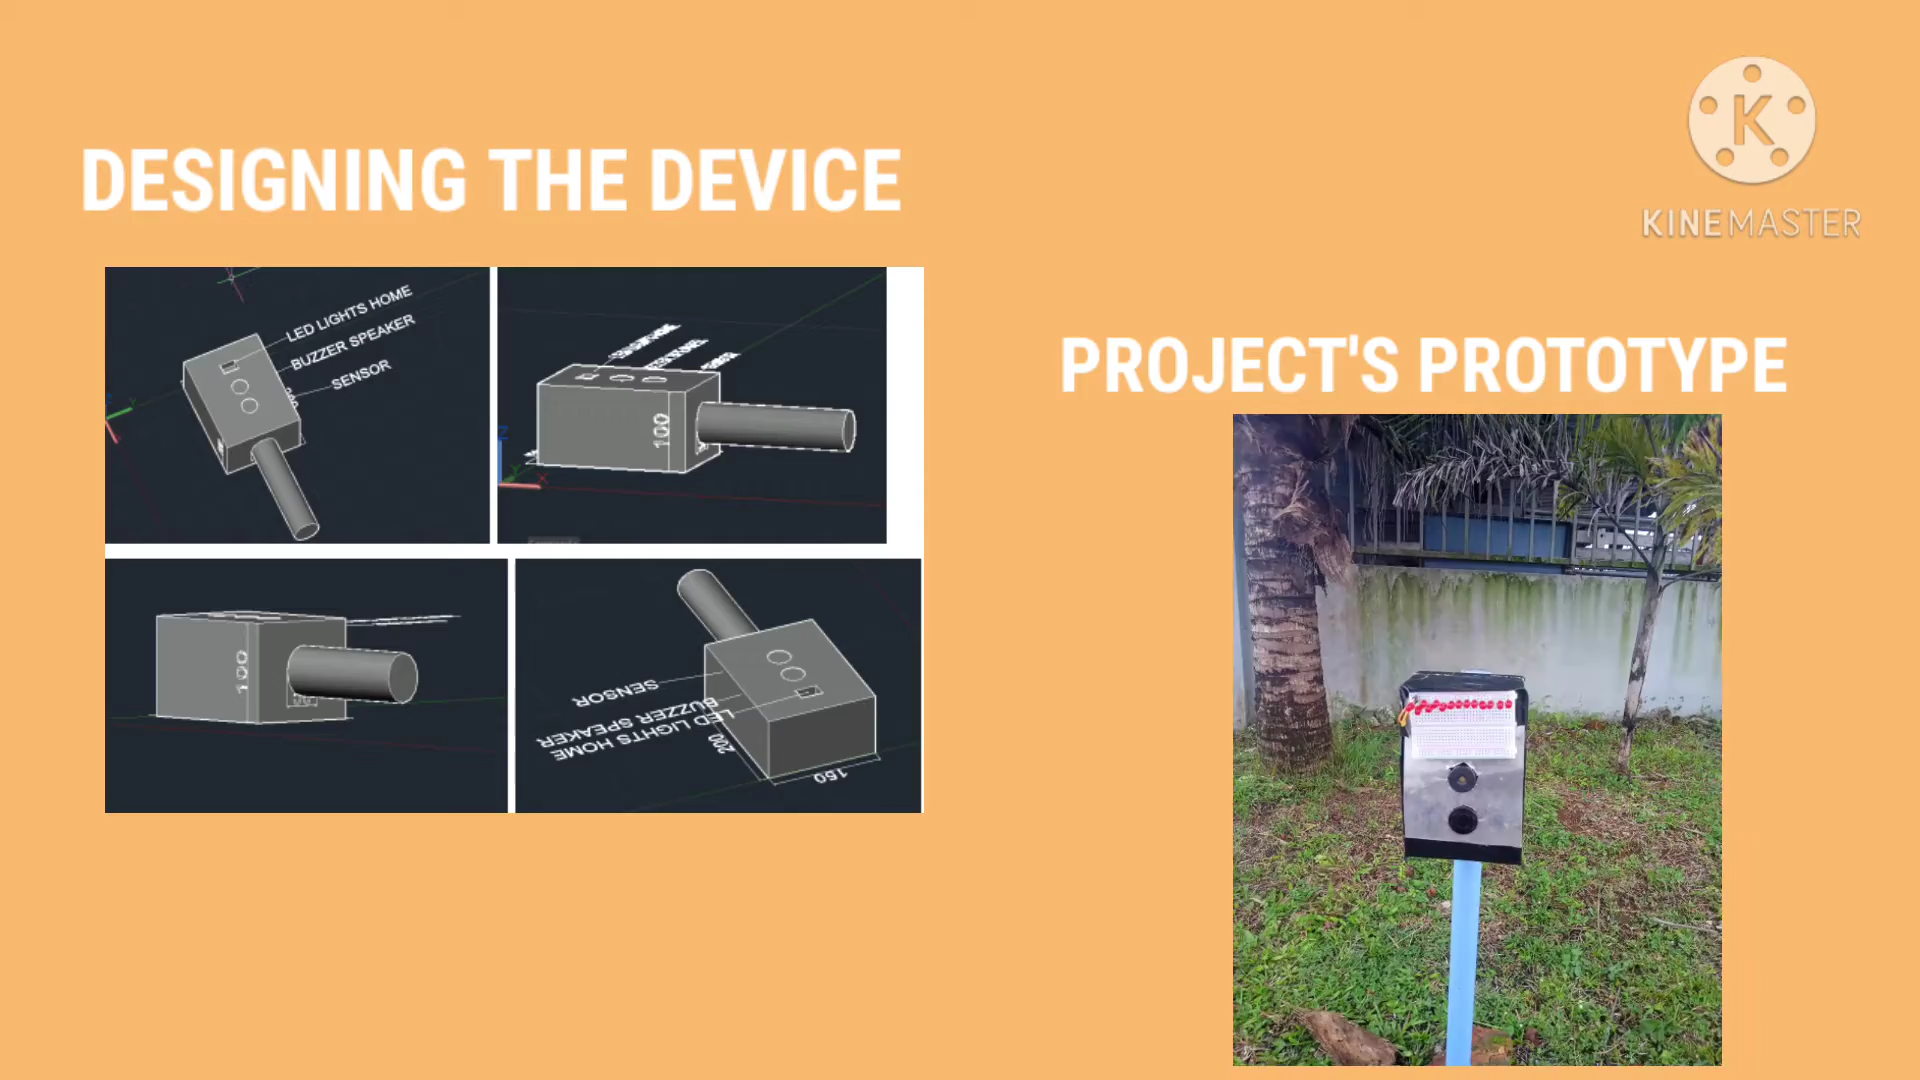 DESIGNING THE DEVICE
K
KINEMASTER
LED LIGHTS HOME
BUZZER SPEAKER
SENSOR
100
100
SENSOR
BUZZER SPEAKER
LED LIGHTS HOME
200
150
PROJECT'S PROTOTYPE